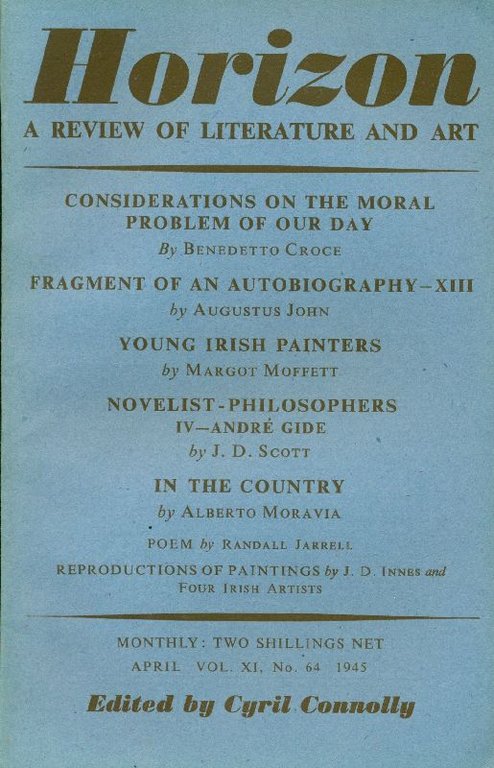 Horizon
A REVIEW OF LITERATURE AND ART
CONSIDERATIONS ON THE MORAL
PROBLEM OF OUR DAY
By BENEDETTO CROCE
FRAGMENT OF AN AUTOBIOGRAPHY—XIII
by AUGUSTUS JOHN
YOUNG IRISH PAINTERS
by MARGOT MOFFETT
NOVELIST-PHILOSOPHERS
IV—ANDRÉ GIDE
by J. D. SCOTT
IN THE COUNTRY
by ALBERTO MORAVIA
POEM by RANDALL JARRELL
REPRODUCTIONS OF PAINTINGS by J. D. INNES and
FOUR IRISH ARTISTS
MONTHLY: TWO SHILLINGS NET
APRIL VOL. XI, No. 64 1945
Edited by Cyril Connolly